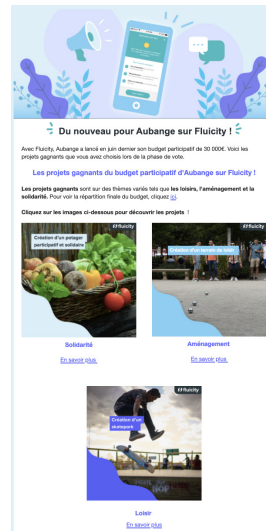 Du nouveau pour Aubange sur Fluicity !
Avec Fluicity, Aubange a lancé en juin dernier son budget participatif de 30 000€. Voici les
projets gagnants que vous avez choisis lors de la phase de vote.
Les projets gagnants du budget participatif d'Aubange sur Fluicity !
Les projets gagnants sont sur des thèmes variés tels que les loisirs, l'aménagement et la
solidarité. Pour voir la répartition finale du budget, cliquez ici.
Cliquez sur les images ci-dessous pour découvrir les projets !
fluicity
Création d'un potager
participatif et solidaire
fluicity
Solidarité
Aménagement
En savoir plus
En savoir plus
fluicity
Création d'un
skatepark
Loisir
En savoir plus